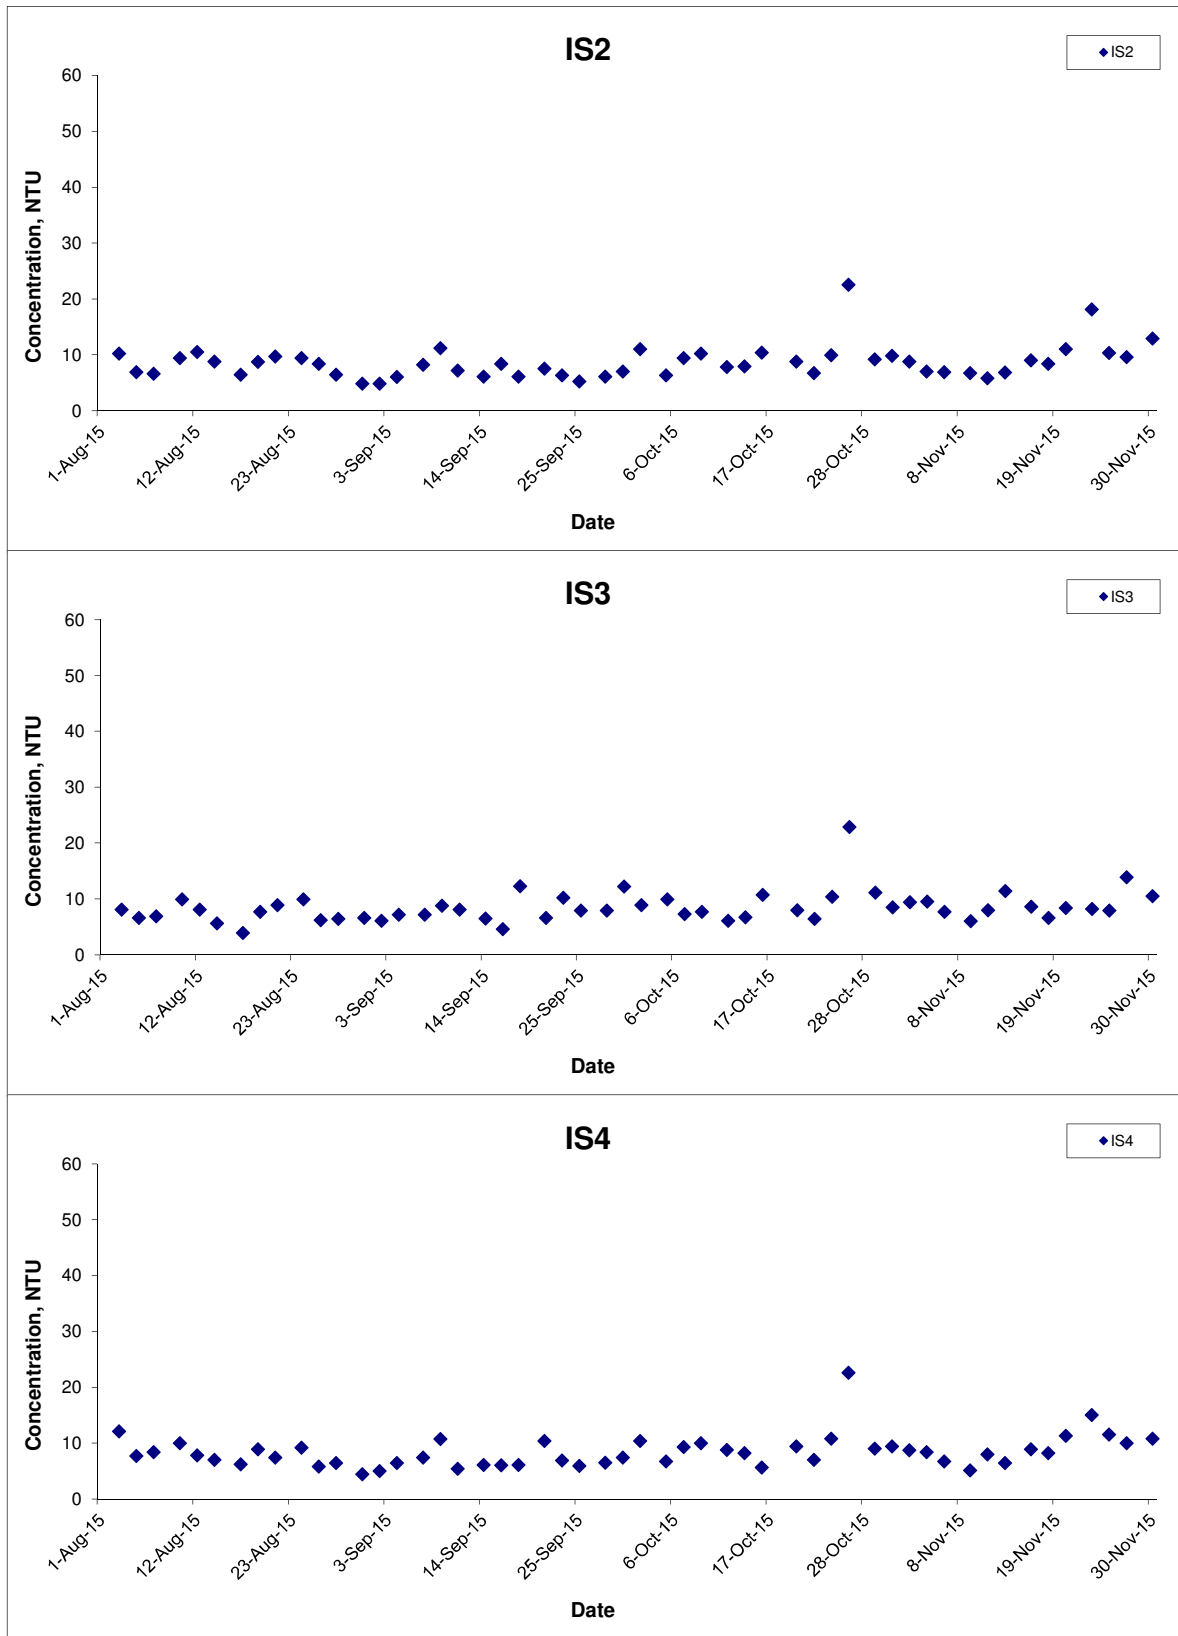 IS2
IS2
60
50
40
30
20
10
0
Concentration, NTU
1-Aug-15
12-Aug-15
23-Aug-15
3-Sep-15
14-Sep-15
25-Sep-15
6-Oct-15
17-Oct-15
28-Oct-15
8-Nov-15
19-Nov-15
30-Nov-15
Date
IS3
IS3
60
50
40
30
20
10
0
Concentration, NTU
1-Aug-15
12-Aug-15
23-Aug-15
3-Sep-15
14-Sep-15
25-Sep-15
6-Oct-15
17-Oct-15
28-Oct-15
8-Nov-15
19-Nov-15
30-Nov-15
Date
IS4
IS4
60
50
40
30
20
10
0
Concentration, NTU
1-Aug-15
12-Aug-15
23-Aug-15
3-Sep-15
14-Sep-15
25-Sep-15
6-Oct-15
17-Oct-15
28-Oct-15
8-Nov-15
19-Nov-15
30-Nov-15
Date